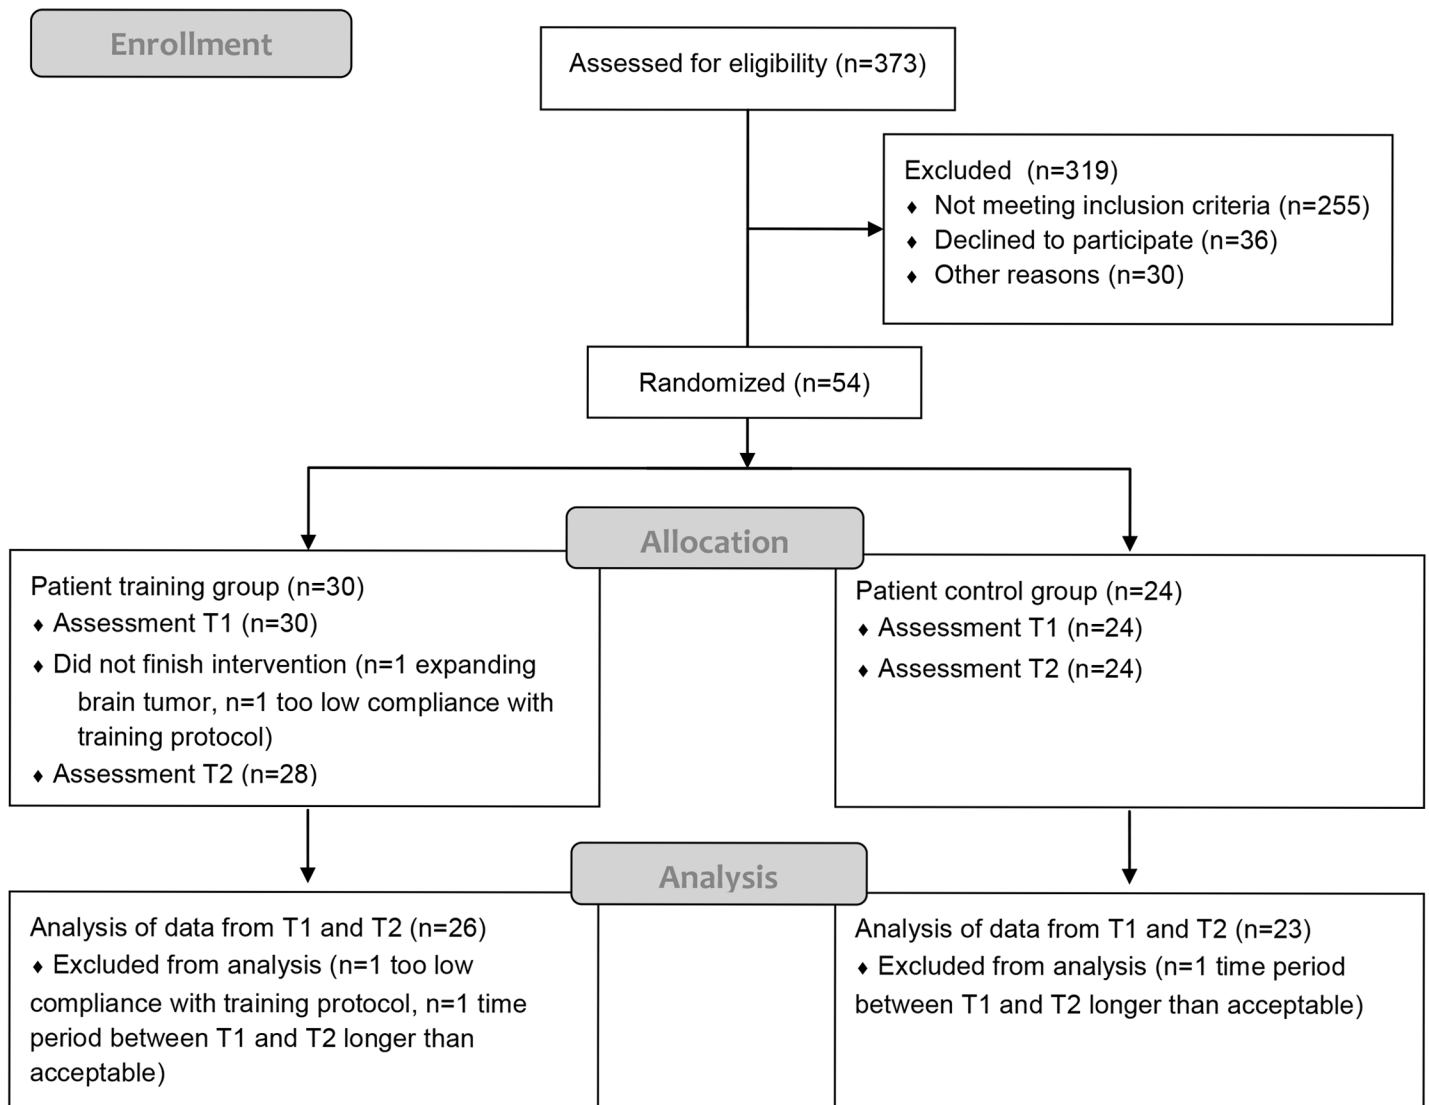 Enrollment
Assessed for eligibility (n=373)
Excluded (n=319)
♦ Not meeting inclusion criteria (n=255)
♦ Declined to participate (n=36)
♦ Other reasons (n=30)
Randomized (n=54)
Allocation
Patient training group (n=30)
♦ Assessment T1 (n=30)
♦ Did not finish intervention (n=1 expanding
brain tumor, n=1 too low compliance with
training protocol)
♦ Assessment T2 (n=28)
Patient control group (n=24)
♦ Assessment T1 (n=24)
♦ Assessment T2 (n=24)
Analysis
Analysis of data from T1 and T2 (n=26)
♦ Excluded from analysis (n=1 too low
compliance with training protocol, n=1 time
period between T1 and T2 longer than
acceptable)
Analysis of data from T1 and T2 (n=23)
♦ Excluded from analysis (n=1 time period
between T1 and T2 longer than acceptable)